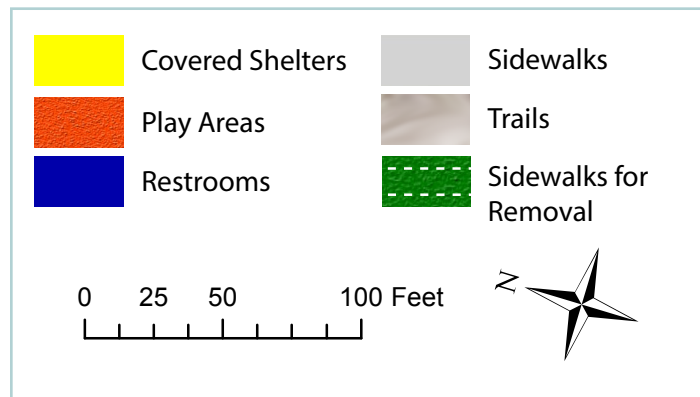 Covered Shelters
Play Areas
Restrooms
Sidewalks
Trails
Sidewalks for
Removal
0 25 50 100 Feet
N